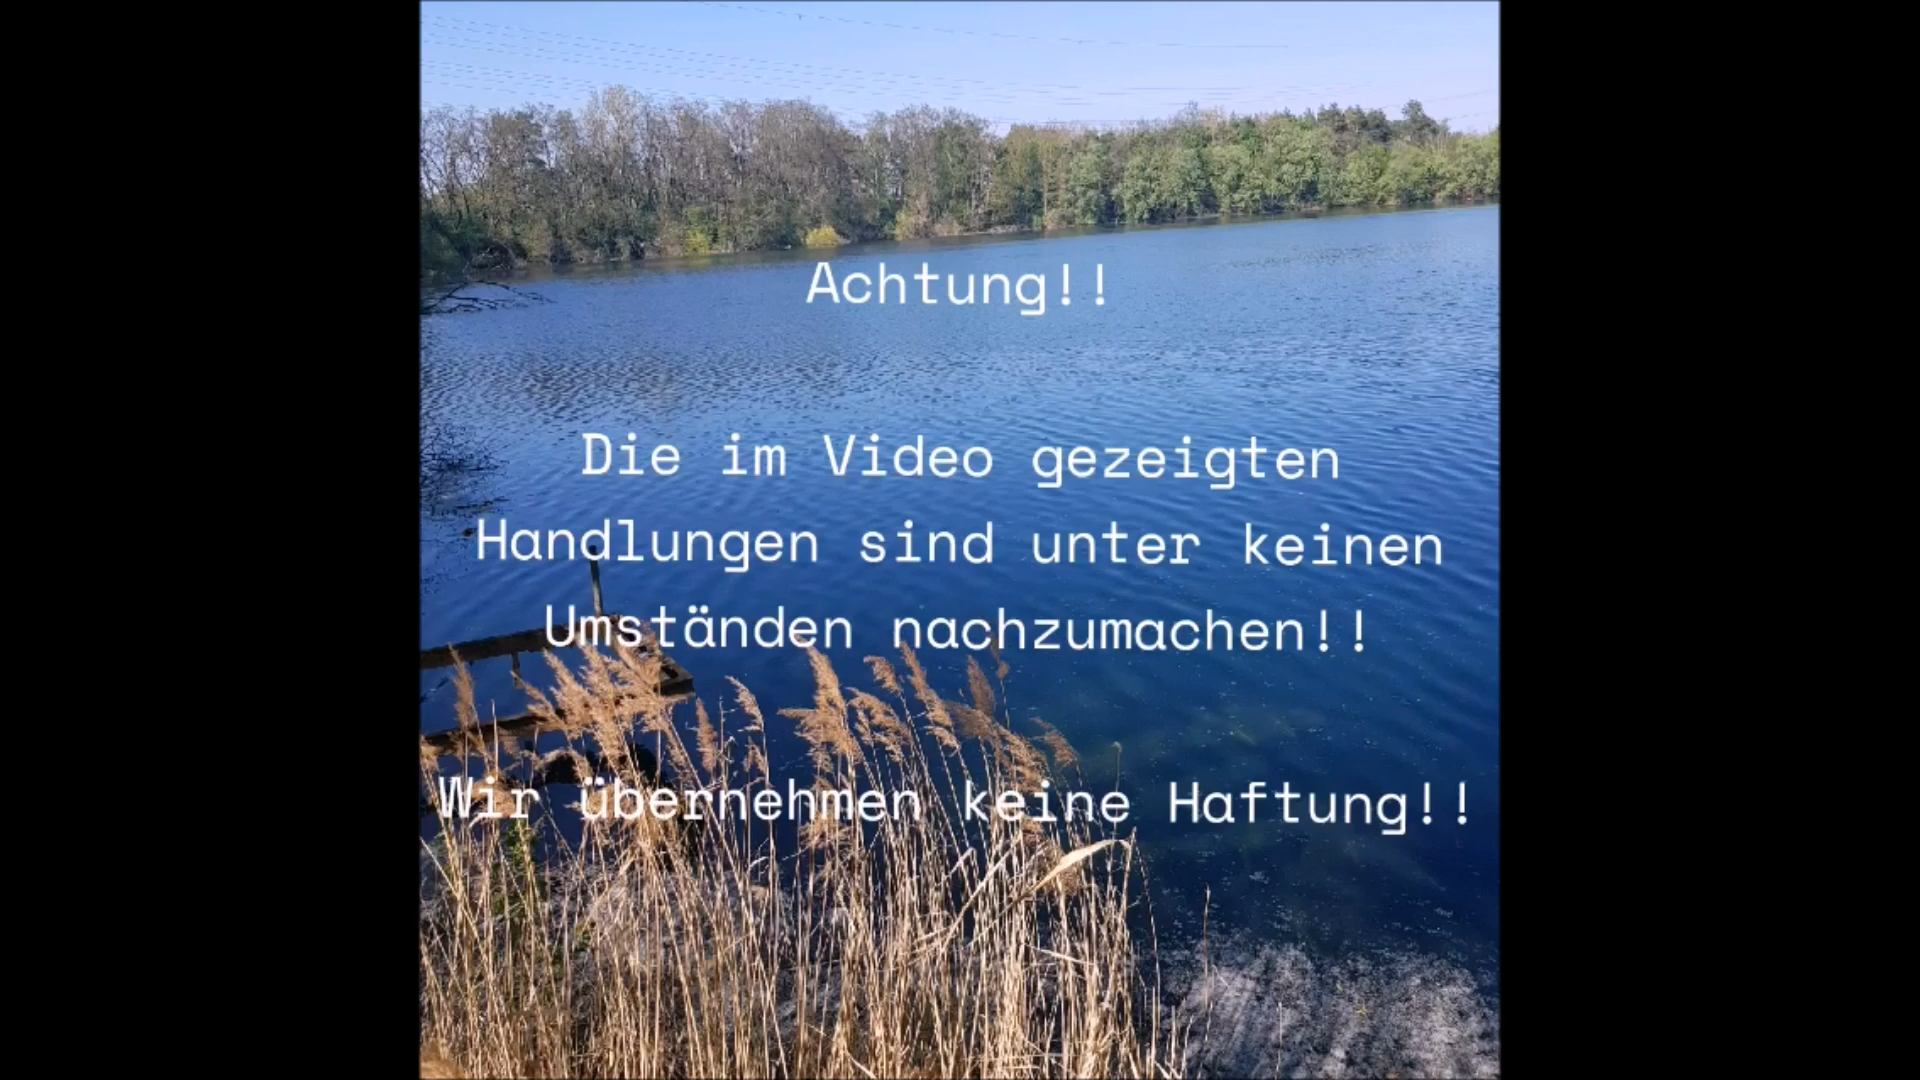 Achtung!!
Die im Video gezeigten
Handlungen sind unter keinen
Umständen nachzumachen!!
Wir übernehmen keine Haftung!!